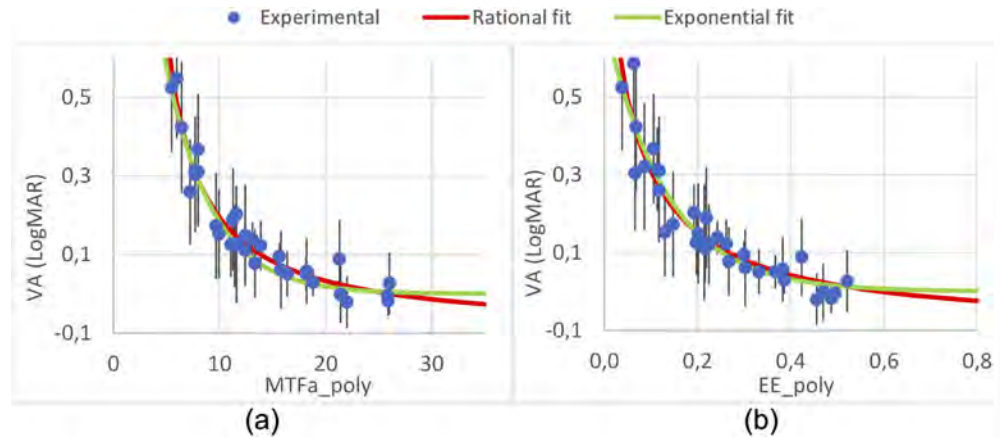 Experimental Rational fit Exponential fit
VA (LogMAR)
0,5
0,3
0,1
-0,1
0 10 20 30
MTFa_poly
(a)
VA (LogMAR)
0,5
0,3
0,1
-0,1
0,0 0,2 0,4 0,6 0,8
EE_poly
(b)